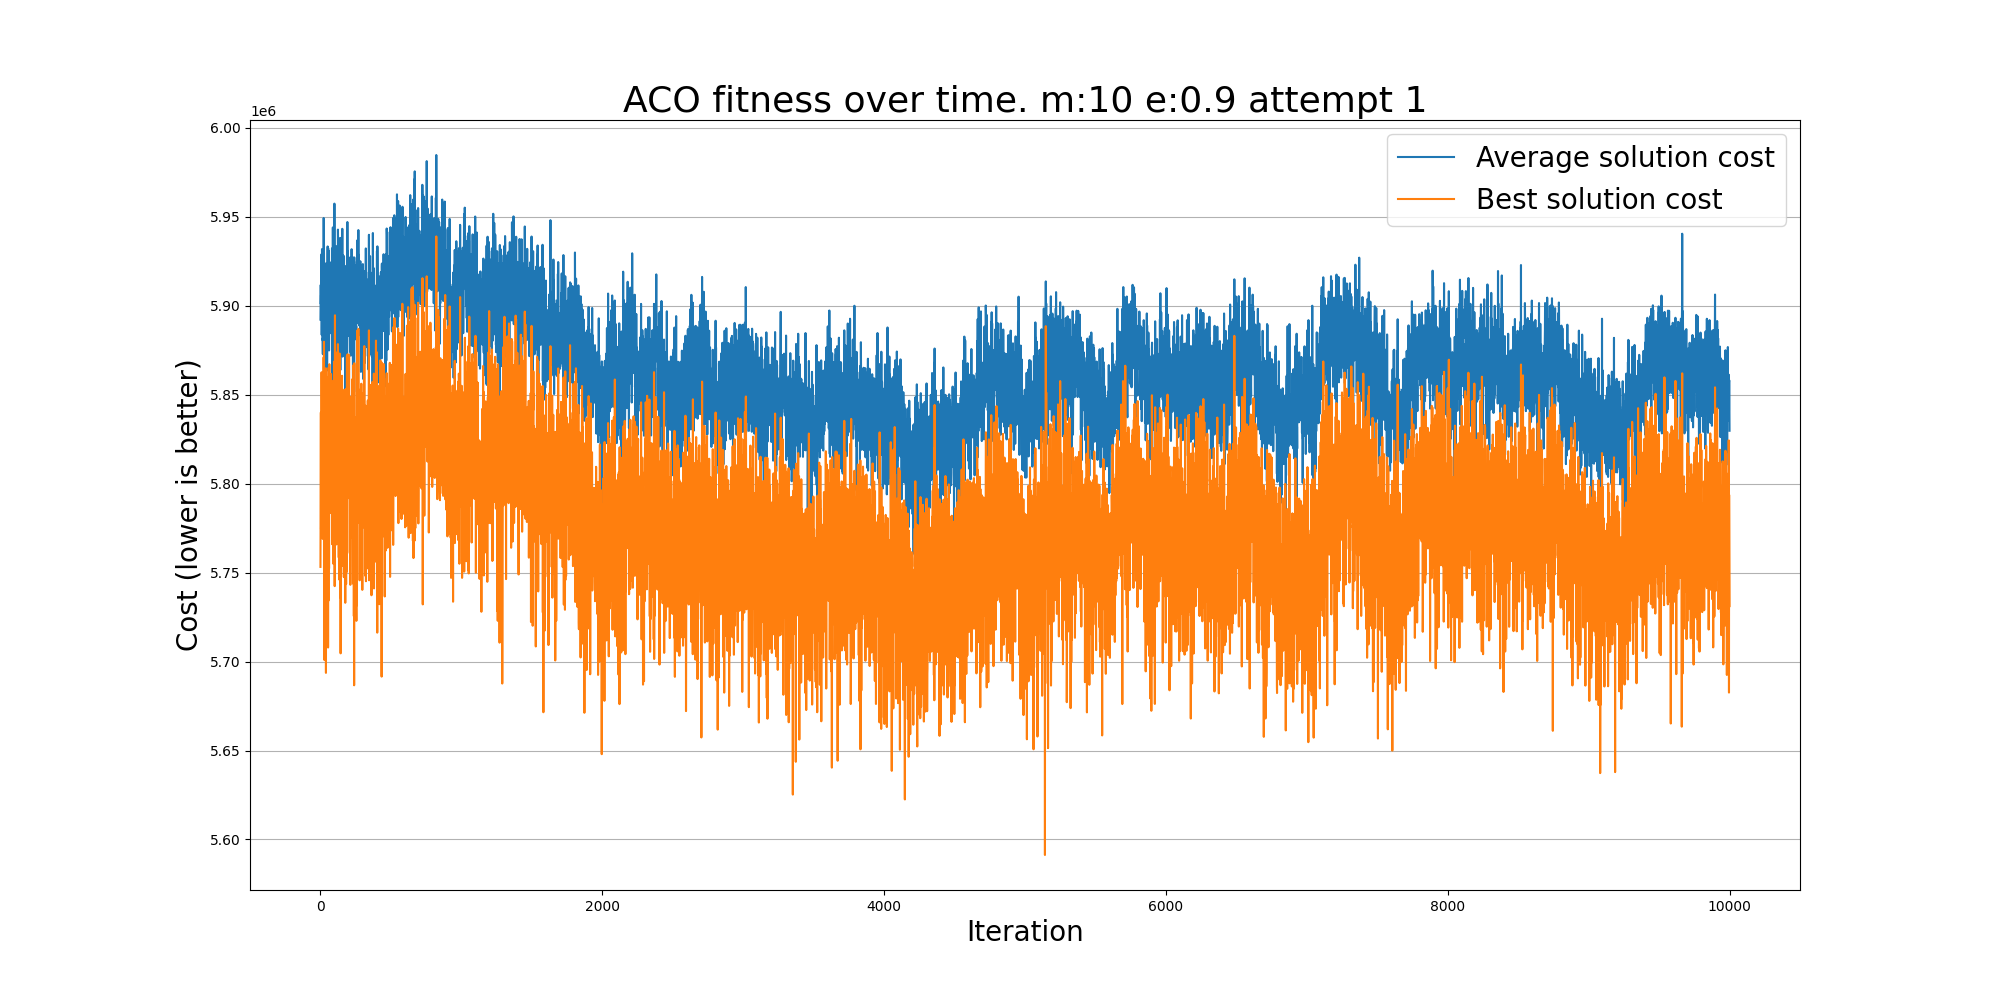 ACO fitness over time. m:10 e:0.9 attempt 1
1e6
6.00
5.95
5.90
5.85
5.80
5.75
5.70
5.65
5.60
Cost (lower is better)
Average solution cost
Best solution cost
0 2000 4000 6000 8000 10000
Iteration